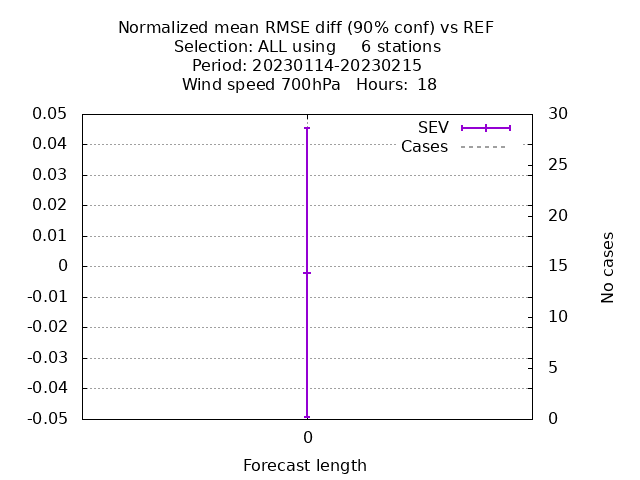 Normalized mean RMSE diff (90% conf) vs REF
Selection: ALL using     6 stations
Period: 20230114-20230215
Wind speed 700hPa   Hours:  18
SEV
Cases
0.05
0.04
0.03
0.02
0.01
0
-0.01
-0.02
-0.03
-0.04
-0.05
30
25
20
15
10
5
0
No cases
0
Forecast length